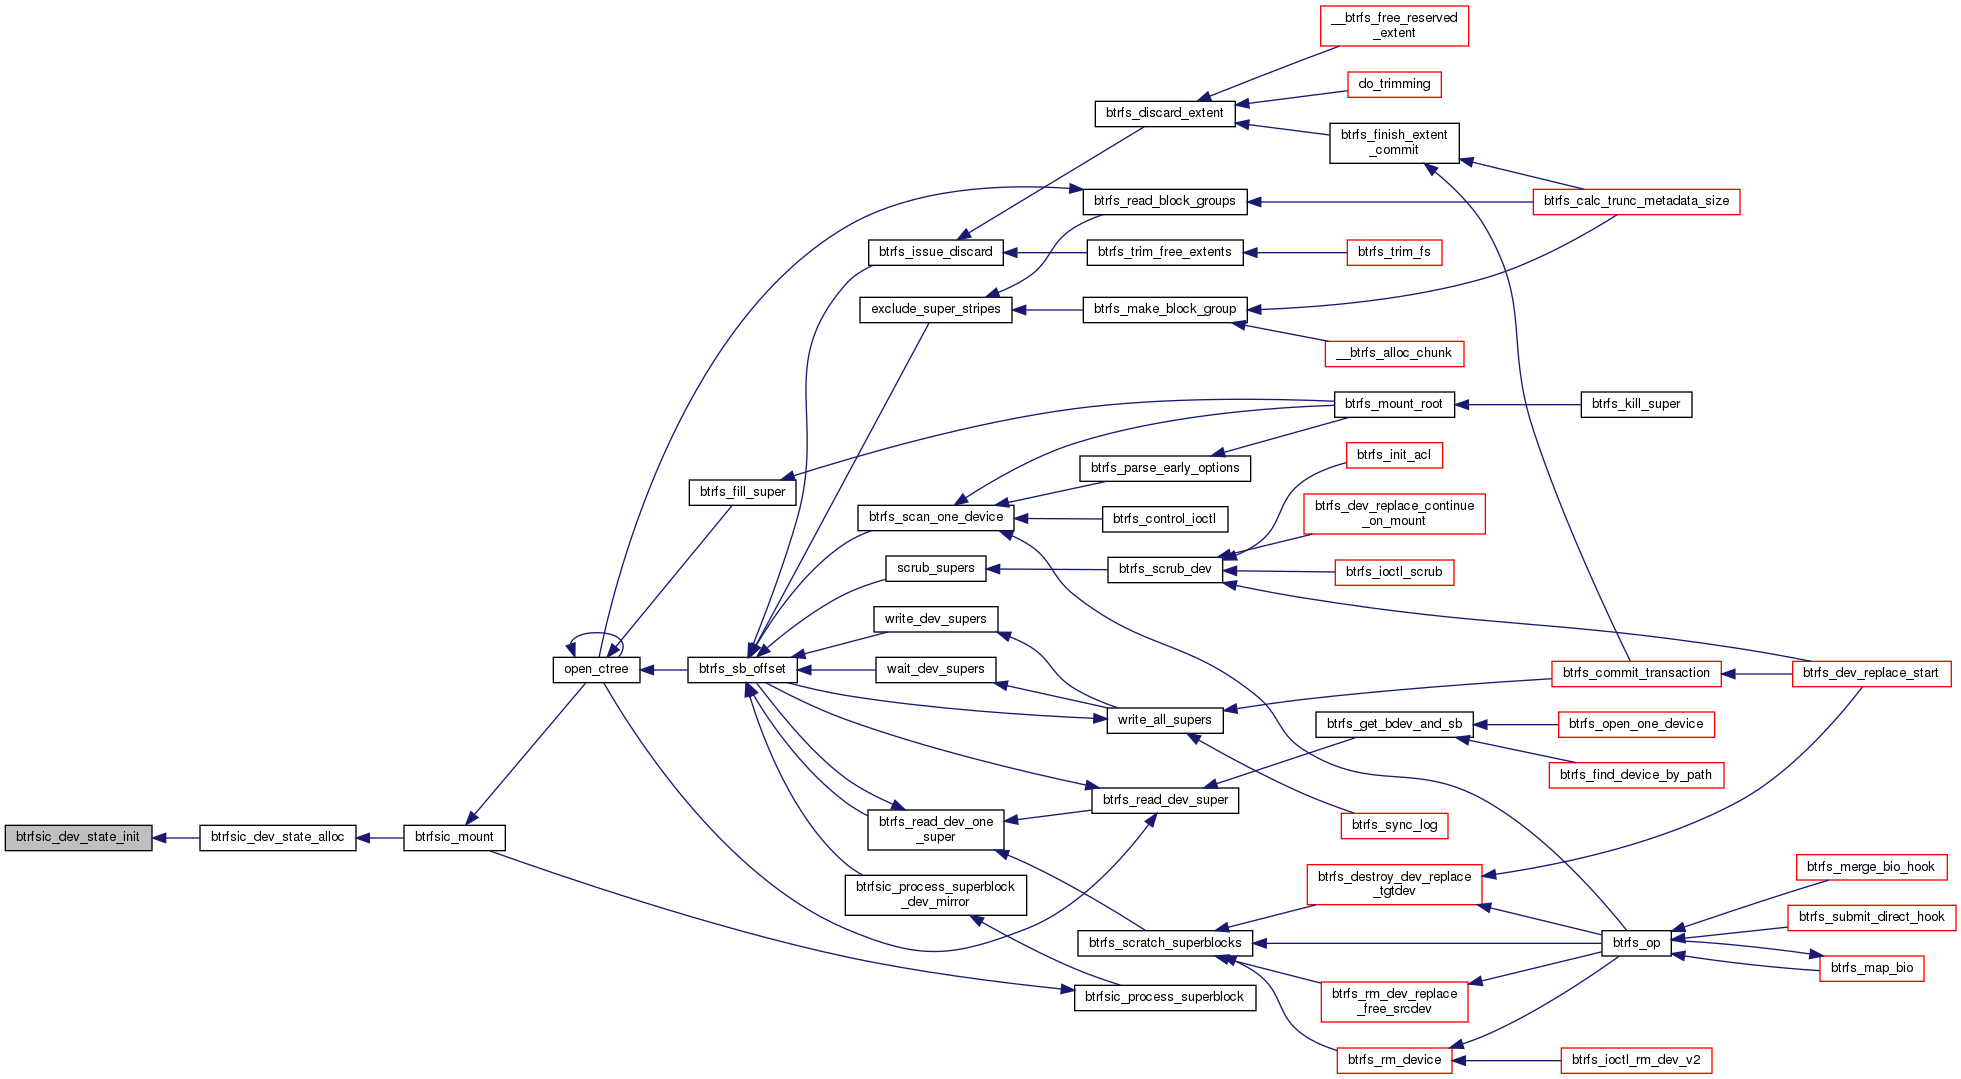 __btrfs_free_reserved
_extent
do_trimming
btrfs_discard_extent
btrfs_finish_extent
_commit
btrfs_read_block_groups
btrfs_calc_trunc_metadata_size
btrfs_issue_discard
btrfs_trim_free_extents
btrfs_trim_fs
exclude_super_stripes
btrfs_make_block_group
__btrfs_alloc_chunk
btrfs_mount_root
btrfs_kill_super
btrfs_init_acl
btrfs_parse_early_options
btrfs_fill_super
btrfs_scan_one_device
btrfs_control_ioctl
btrfs_dev_replace_continue
_on_mount
scrub_supers
btrfs_scrub_dev
btrfs_ioctl_scrub
write_dev_supers
open_ctree
btrfs_sb_offset
wait_dev_supers
btrfs_commit_transaction
btrfs_dev_replace_start
write_all_supers
btrfs_get_bdev_and_sb
btrfs_open_one_device
btrfs_find_device_by_path
btrfs_read_dev_super
btrfs_read_dev_one
_super
btrfs_sync_log
btrfsic_dev_state_init
btrfsic_dev_state_alloc
btrfsic_mount
btrfsic_process_superblock
_dev_mirror
btrfs_destroy_dev_replace
_tgtdev
btrfs_merge_bio_hook
btrfs_submit_direct_hook
btrfs_scratch_superblocks
btrfs_op
btrfs_map_bio
btrfsic_process_superblock
btrfs_rm_dev_replace
_free_srcdev
btrfs_rm_device
btrfs_ioctl_rm_dev_v2